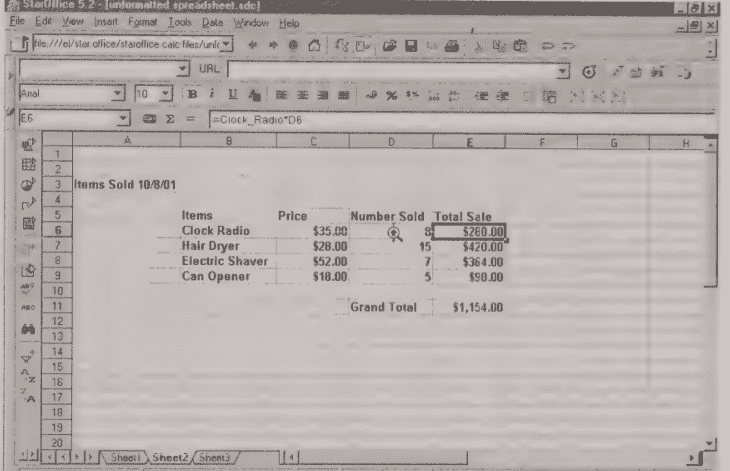 StarOffice 5.2 - [unformatted spreadsheet.sdc]
File Edit View Insert Format Tools Data Window Help
URL:
Arial 10 B i U A %
E6 Σ = =Clock_Radio*D6
A B C D E F G H
1
2
3 Items Sold 10/8/01
4
5 Items Price Number Sold Total Sale
6 Clock Radio $35.00 8 $280.00
7 Hair Dryer $28.00 15 $420.00
8 Electric Shaver $52.00 7 $364.00
9 Can Opener $18.00 5 $90.00
10
11 Grand Total $1,154.00
12
13
14
15
16
17
18
19
20
Sheet1 Sheet2 Sheet3